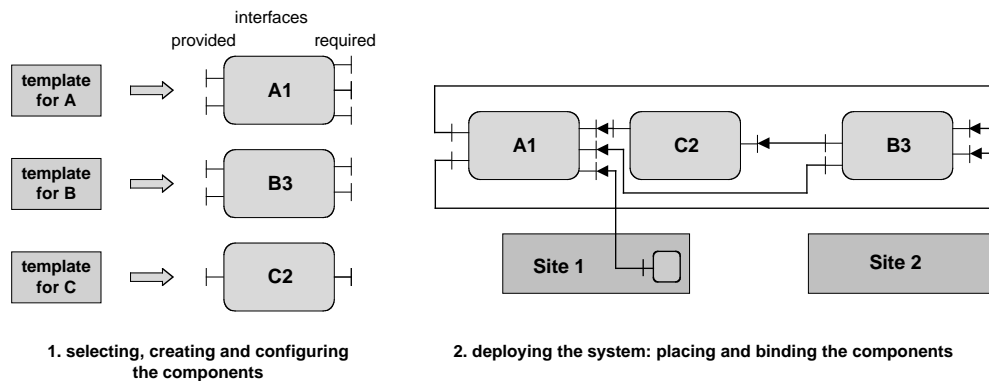 interfaces
provided required
template
for A
A1
template
for B
B3
template
for C
C2
1. selecting, creating and configuring
the components
A1
C2
B3
Site 1
Site 2
2. deploying the system: placing and binding the components